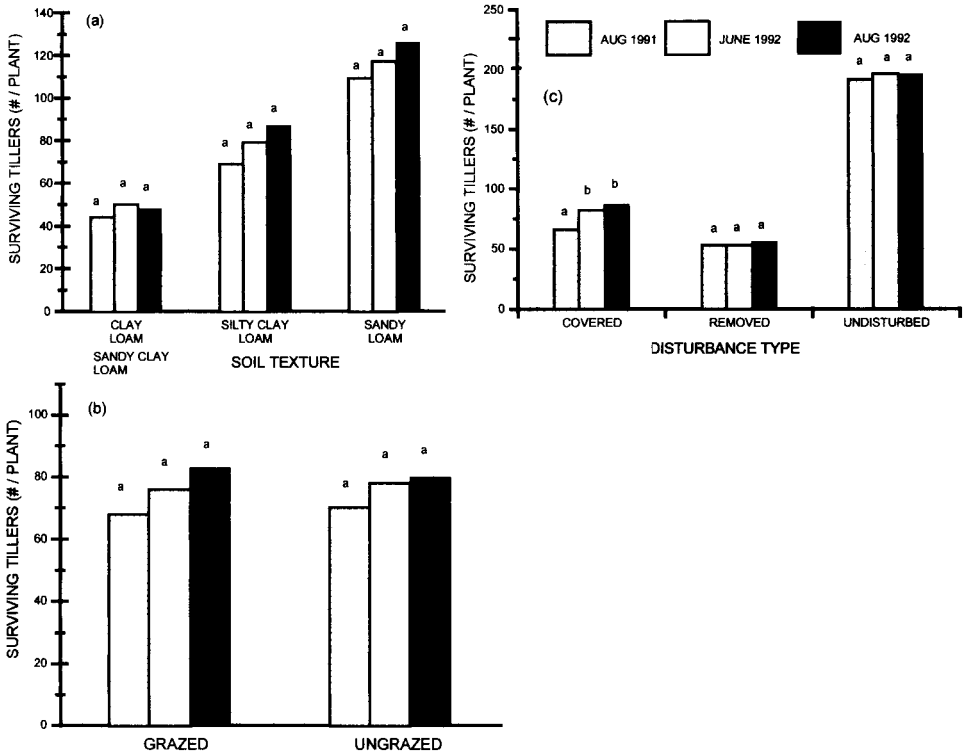 (a)
SURVIVING TILLERS (# / PLANT)
140
120
100
80
60
40
20
0
a a a
a a a
a a a
CLAY LOAM
SANDY CLAY LOAM
SILTY CLAY LOAM
SANDY LOAM
SOIL TEXTURE
(c)
AUG 1991
JUNE 1992
AUG 1992
SURVIVING TILLERS (# / PLANT)
250
200
150
100
50
0
a b b
a a a
a a a
COVERED
REMOVED
UNDISTURBED
DISTURBANCE TYPE
(b)
SURVIVING TILLERS (# / PLANT)
100
80
60
40
20
0
a a a
a a a
GRAZED
UNGRAZED